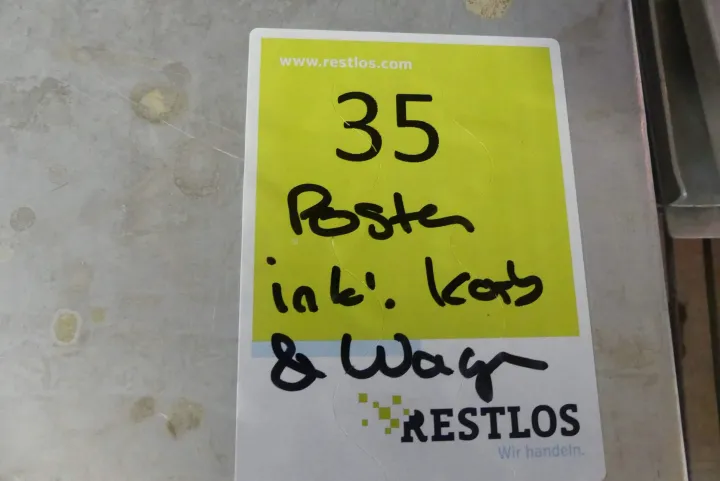 www.restlos.com
35
Posten
inkl. Korb
& Wagen
RESTLOS
Wir handeln.